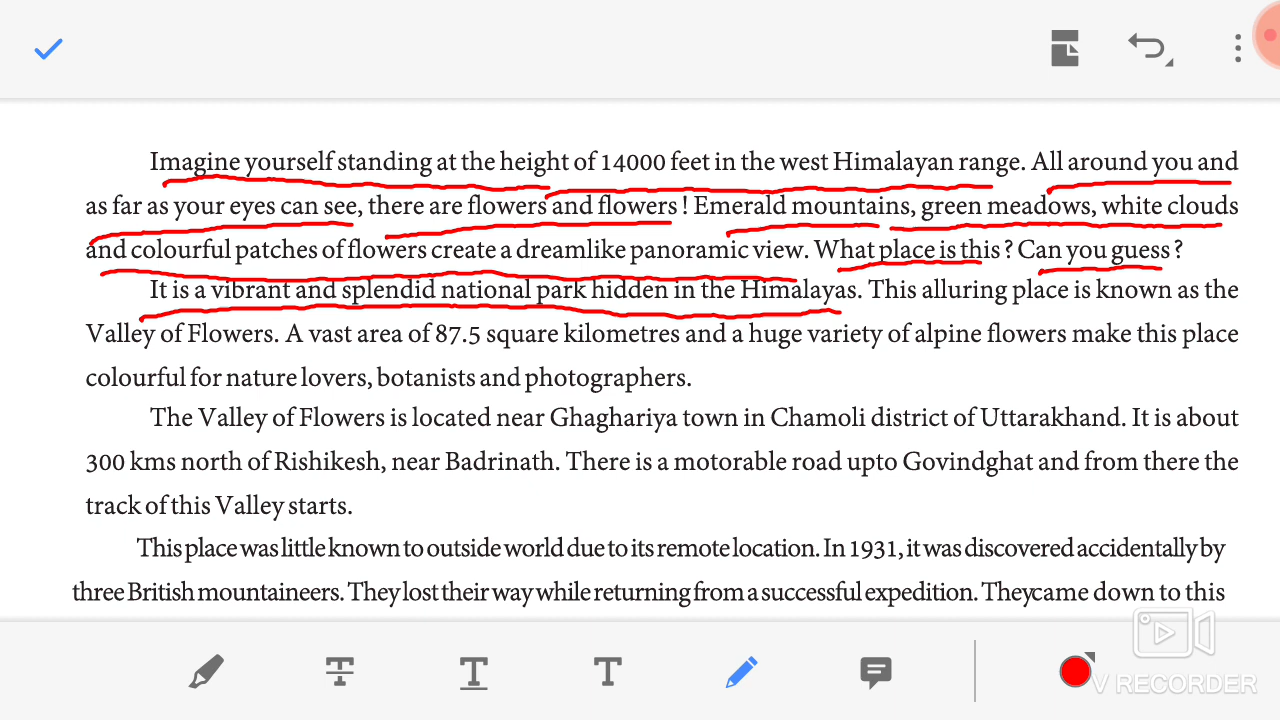 Imagine yourself standing at the height of 14000 feet in the west Himalayan range. All around you and
as far as your eyes can see, there are flowers and flowers ! Emerald mountains, green meadows, white clouds
and colourful patches of flowers create a dreamlike panoramic view. What place is this ? Can you guess ?
It is a vibrant and splendid national park hidden in the Himalayas. This alluring place is known as the
Valley of Flowers. A vast area of 87.5 square kilometres and a huge variety of alpine flowers make this place
colourful for nature lovers, botanists and photographers.
The Valley of Flowers is located near Ghaghariya town in Chamoli district of Uttarakhand. It is about
300 kms north of Rishikesh, near Badrinath. There is a motorable road upto Govindghat and from there the
track of this Valley starts.
This place was little known to outside world due to its remote location. In 1931, it was discovered accidentally by
three British mountaineers. They lost their way while returning from a successful expedition. Theycame down to this
T T T
V RECORDER